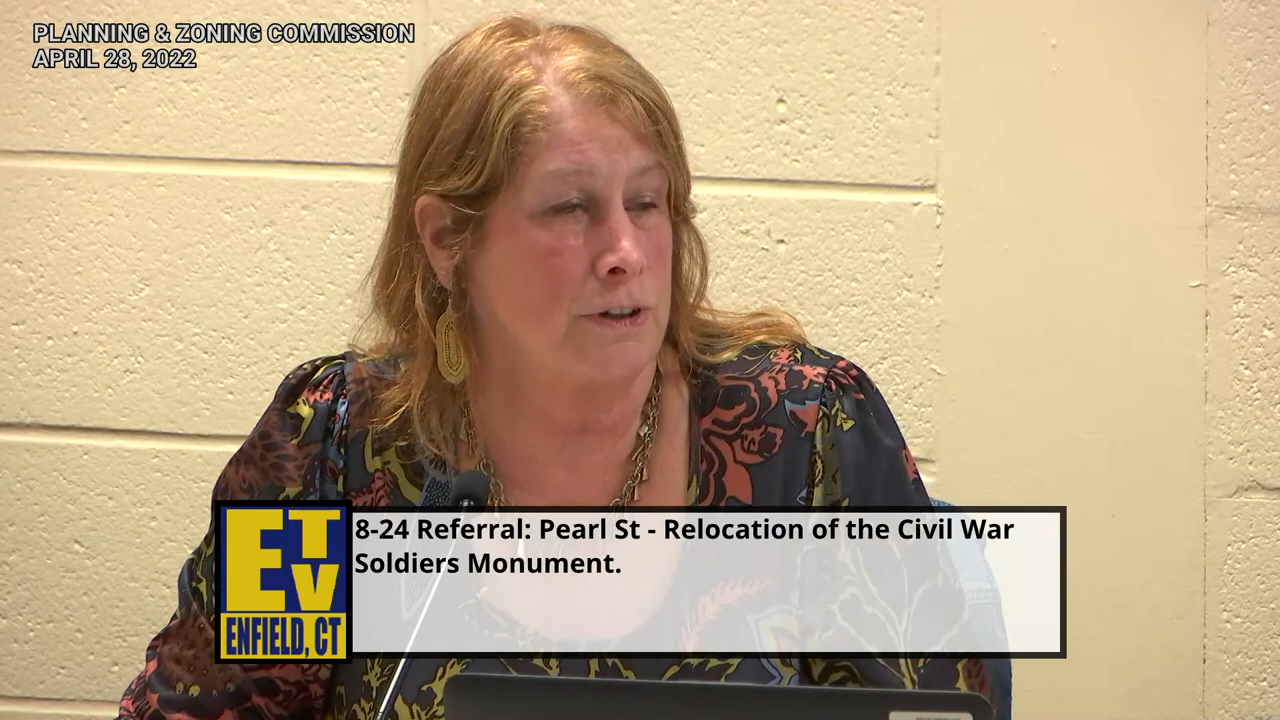 PLANNING & ZONING COMMISSION
APRIL 28, 2022
8-24 Referral: Pearl St - Relocation of the Civil War
Soldiers Monument.
ETV
ENFIELD, CT